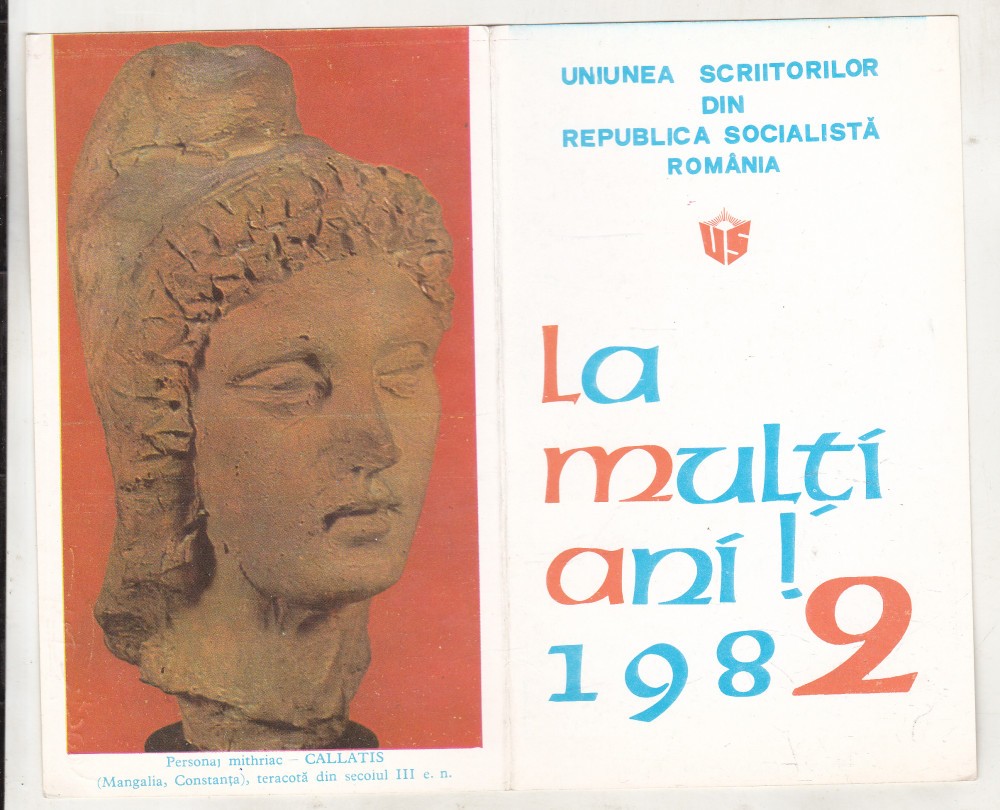 Personaj mithriac – CALLATIS
(Mangalia, Constanța), teracotă din secolul III e. n.
UNIUNEA SCRIITORILOR
DIN
REPUBLICA SOCIALISTĂ
ROMÂNIA
US
La
mulţi
ani!
1982